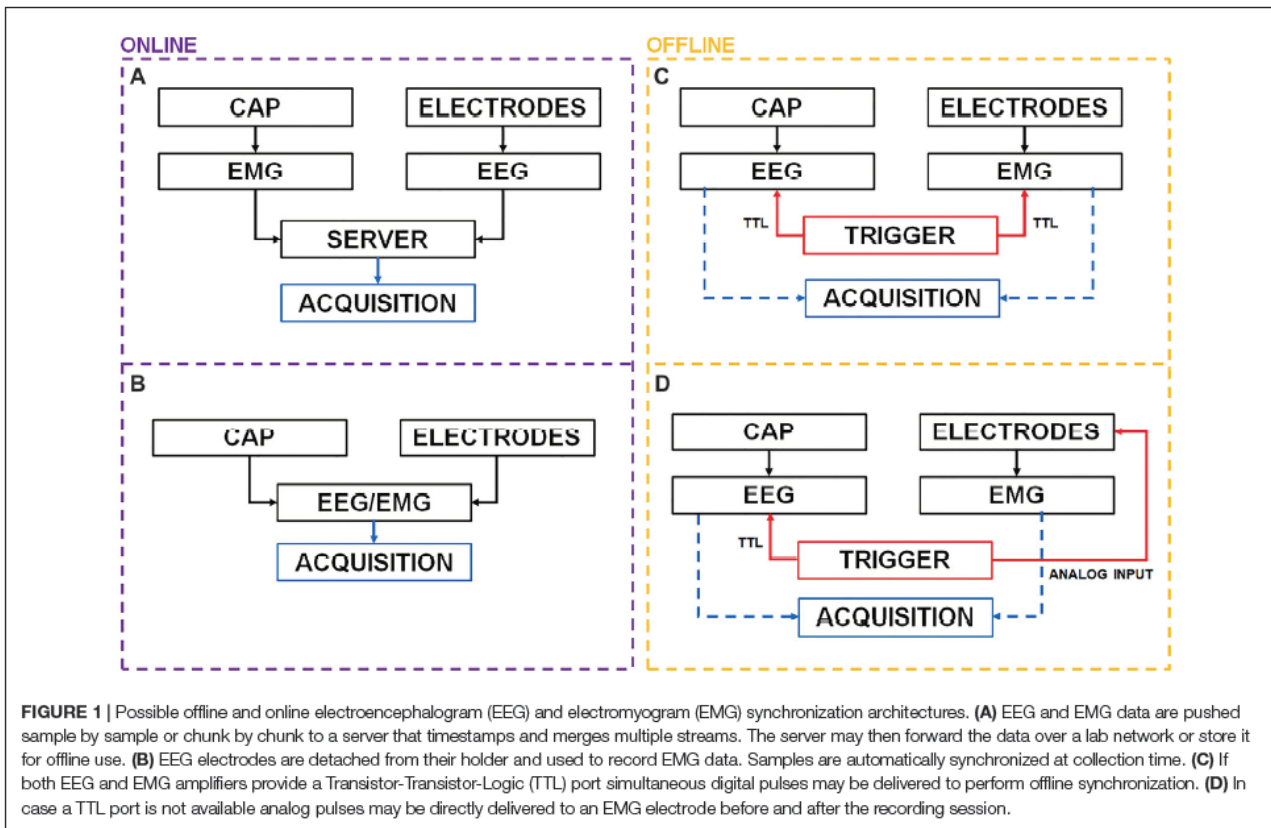 ONLINE
A
CAP
ELECTRODES
EMG
EEG
SERVER
ACQUISITION
B
CAP
ELECTRODES
EEG/EMG
ACQUISITION
OFFLINE
C
CAP
ELECTRODES
EEG
EMG
TTL
TTL
TRIGGER
ACQUISITION
D
CAP
ELECTRODES
EEG
EMG
TTL
TRIGGER
ANALOG INPUT
ACQUISITION
FIGURE 1 | Possible offline and online electroencephalogram (EEG) and electromyogram (EMG) synchronization architectures. (A) EEG and EMG data are pushed
sample by sample or chunk by chunk to a server that timestamps and merges multiple streams. The server may then forward the data over a lab network or store it
for offline use. (B) EEG electrodes are detached from their holder and used to record EMG data. Samples are automatically synchronized at collection time. (C) If
both EEG and EMG amplifiers provide a Transistor-Transistor-Logic (TTL) port simultaneous digital pulses may be delivered to perform offline synchronization. (D) In
case a TTL port is not available analog pulses may be directly delivered to an EMG electrode before and after the recording session.